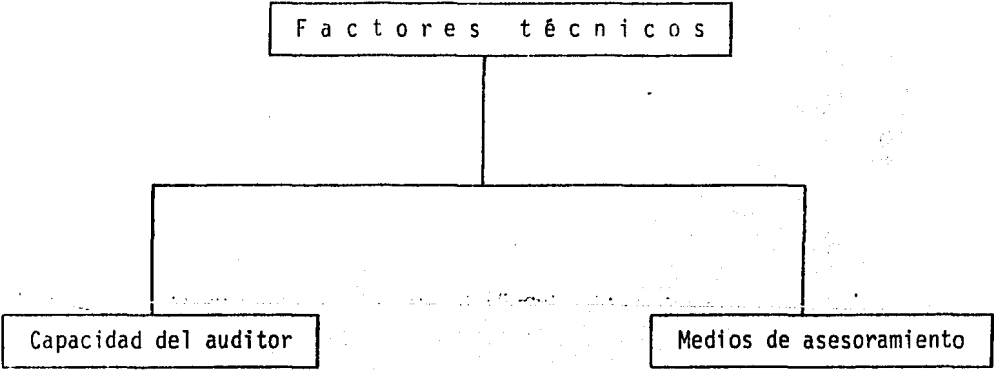 Factores técnicos
Capacidad del auditor
Medios de asesoramiento